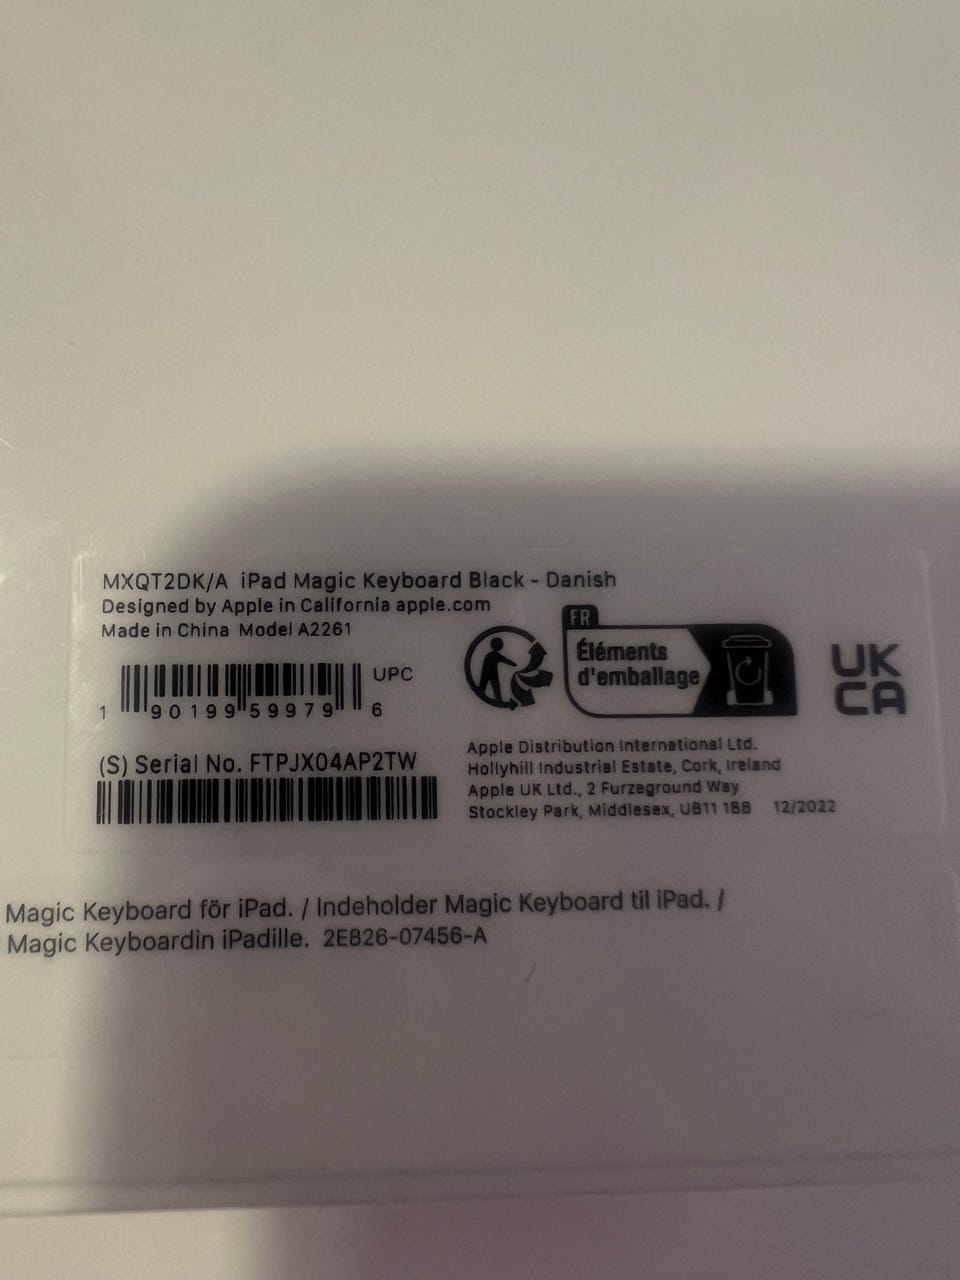 MXQT2DK/A iPad Magic Keyboard Black - Danish
Designed by Apple in California apple.com
Made in China Model A2261
UPC
1 90199 59979 6
(S) Serial No. FTPJX04AP2TW
FR
Éléments
d'emballage
UK
CA
Apple Distribution International Ltd.
Hollyhill Industrial Estate, Cork, Ireland
Apple UK Ltd., 2 Furzeground Way
Stockley Park, Middlesex, UB11 1BB 12/2022
Magic Keyboard för iPad. / Indeholder Magic Keyboard til iPad. /
Magic Keyboardin iPadille. 2E826-07456-A